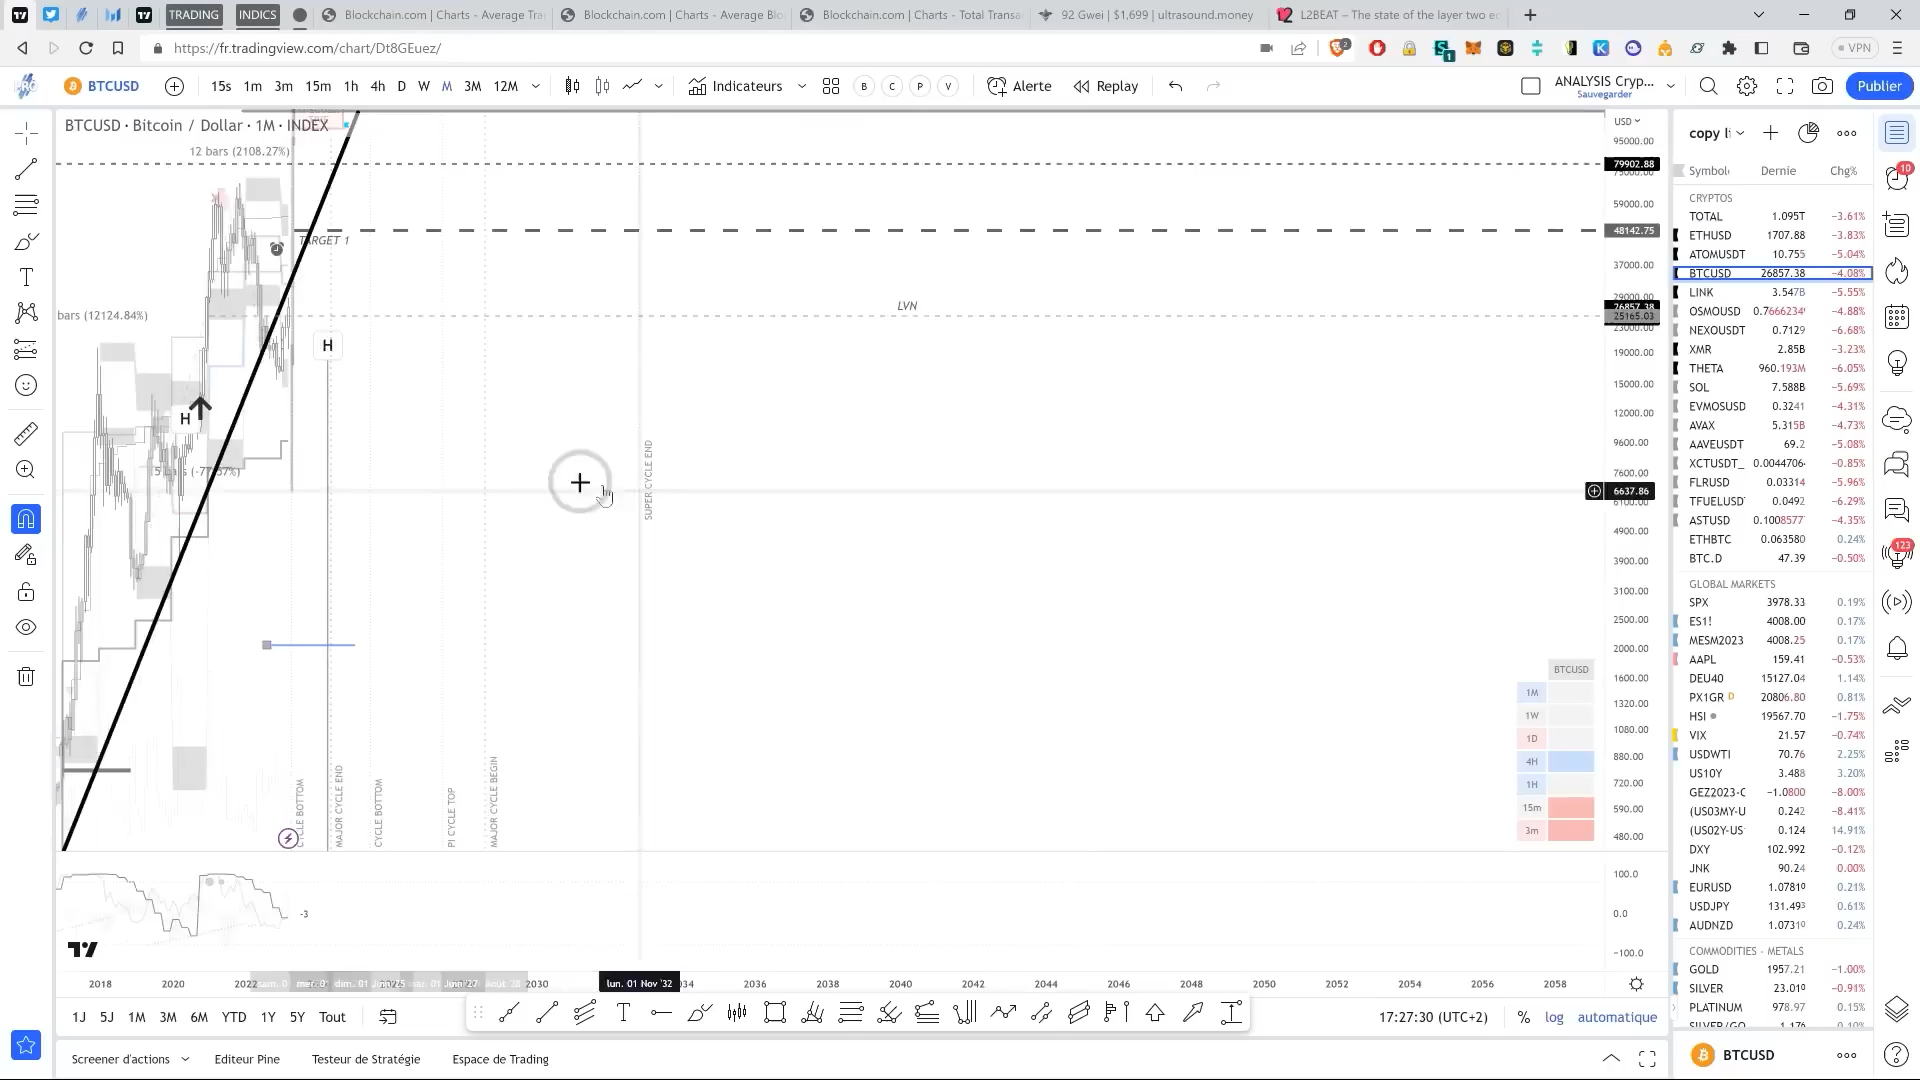 TRADING
INDICS
Blockchain.com | Charts - Average Tra
Blockchain.com | Charts - Average Blo
Blockchain.com | Charts - Total Transa
92 Gwei | $1,699 | ultrasound.money
L2BEAT – The state of the layer two ec
https://fr.tradingview.com/chart/Dt8GEuez/
VPN
BTCUSD
15s 1m 3m 15m 1h 4h D W M 3M 12M
Indicateurs
B C P V
Alerte
Replay
ANALYSIS Cryp...
Sauvegarder
Publier
BTCUSD · Bitcoin / Dollar · 1M · INDEX
12 bars (2108.27%)
TARGET 1
LVN
bars (12124.84%)
H
H
SUPER CYCLE END
CYCLE BOTTOM
MAJOR CYCLE END
CYCLE BOTTOM
PI CYCLE TOP
MAJOR CYCLE BEGIN
-3
USD
95000.00
79902.88
75000.00
59000.00
48142.75
37000.00
29000.00
26857.38
25165.03
23000.00
19000.00
15000.00
12000.00
9600.00
7600.00
6637.86
6100.00
4900.00
3900.00
3100.00
2500.00
2000.00
1600.00
1320.00
1080.00
880.00
720.00
590.00
480.00
100.0
0.0
−100.0
BTCUSD
1M
1W
1D
4H
1H
15m
3m
2018 2020 2022 2030 lun. 01 Nov '32 2036 2038 2040 2042 2044 2046 2048 2050 2052 2054 2056 2058
1J 5J 1M 3M 6M YTD 1Y 5Y Tout
17:27:30 (UTC+2)
% log automatique
Screener d'actions
Editeur Pine
Testeur de Stratégie
Espace de Trading
copy li
Symbol Dernie Chg%
CRYPTOS
TOTAL 1.095T −3.61%
ETHUSD 1707.88 −3.83%
ATOMUSDT 10.755 −5.04%
BTCUSD 26857.38 −4.08%
LINK 3.547B −5.55%
OSMOUSD 0.7666234 −4.88%
NEXOUSDT 0.7129 −6.68%
XMR 2.85B −3.23%
THETA 960.193M −6.05%
SOL 7.588B −5.69%
EVMOSUSD 0.3241 −4.31%
AVAX 5.315B −4.73%
AAVEUSDT 69.2 −5.08%
XCTUSDT_ 0.0044706 −0.85%
FLRUSD 0.03314 −5.96%
TFUELUSD 0.0492 −6.29%
ASTUSD 0.1008577 −4.35%
ETHBTC 0.063580 0.24%
BTC.D 47.39 −0.50%
GLOBAL MARKETS
SPX 3978.33 0.19%
ES1! 4008.00 0.17%
MESM2023 4008.25 0.17%
AAPL 159.41 −0.53%
DEU40 15127.04 1.14%
PX1GR D 20806.80 0.81%
HSI 19567.70 −1.75%
VIX 21.57 −0.74%
USDWTI 70.76 2.25%
US10Y 3.488 3.20%
GEZ2023-C −1.0800 −8.00%
(US03MY-U 0.242 −8.41%
(US02Y-US 0.124 14.91%
DXY 102.992 −0.12%
JNK 90.24 0.00%
EURUSD 1.07810 0.21%
USDJPY 131.493 0.61%
AUDNZD 1.07310 0.24%
COMMODITIES - METALS
GOLD 1957.21 −1.00%
SILVER 23.010 −0.91%
PLATINUM 978.97 0.15%
BTCUSD
10
123